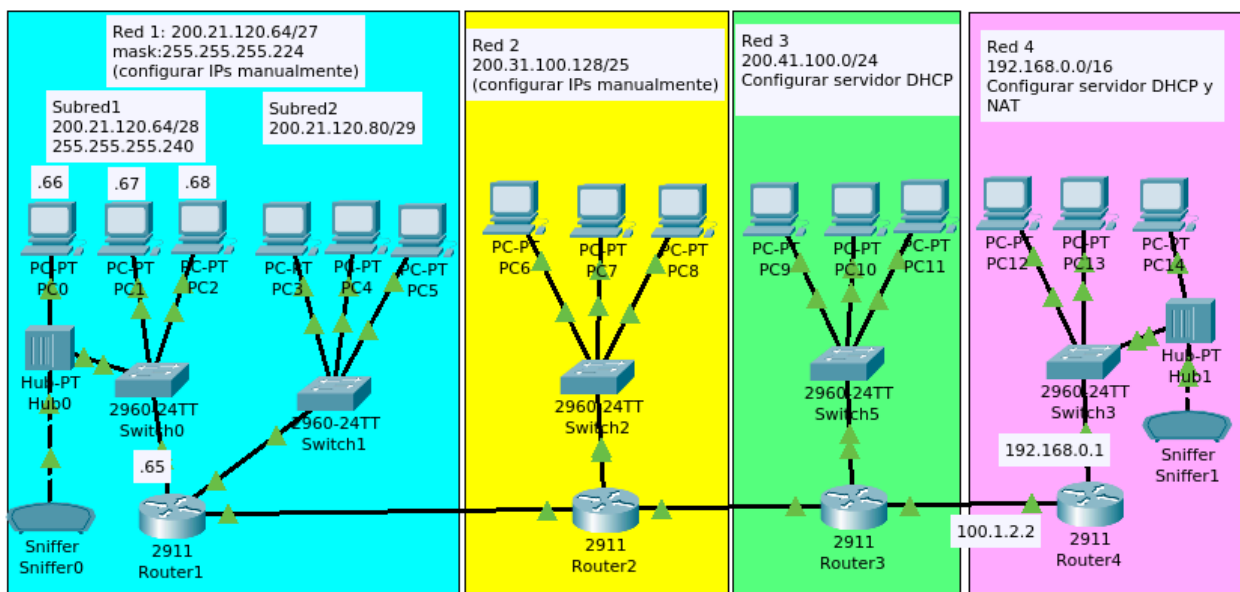 Red 1: 200.21.120.64/27
mask:255.255.255.224
(configurar IPs manualmente)
Subred1
200.21.120.64/28
255.255.255.240
Subred2
200.21.120.80/29
.66
.67
.68
PC-PT
PC0
PC-PT
PC1
PC-PT
PC2
PC-PT
PC3
PC-PT
PC4
PC-PT
PC5
Hub-PT
Hub0
2960-24TT
Switch0
2960-24TT
Switch1
.65
Sniffer
Sniffer0
2911
Router1
Red 2
200.31.100.128/25
(configurar IPs manualmente)
PC-PT
PC6
PC-PT
PC7
PC-PT
PC8
2960-24TT
Switch2
2911
Router2
Red 3
200.41.100.0/24
Configurar servidor DHCP
PC-PT
PC9
PC-PT
PC10
PC-PT
PC11
2960-24TT
Switch5
2911
Router3
Red 4
192.168.0.0/16
Configurar servidor DHCP y
NAT
PC-PT
PC12
PC-PT
PC13
PC-PT
PC14
Hub-PT
Hub1
2960-24TT
Switch3
Sniffer
Sniffer1
192.168.0.1
100.1.2.2
2911
Router4